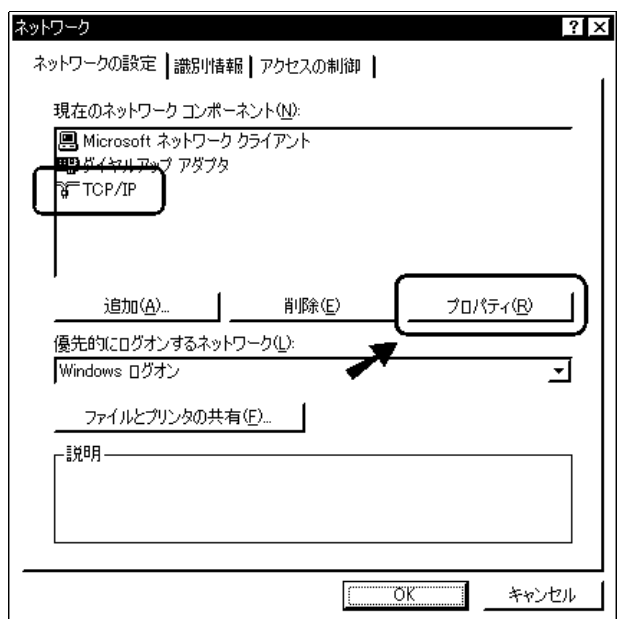 ネットワーク
ネットワークの設定 識別情報 アクセスの制御
現在のネットワーク コンポーネント(N):
Microsoft ネットワーク クライアント
ダイヤルアップ アダプタ
TCP/IP
追加(A)... 削除(E) プロパティ(R)
優先的にログオンするネットワーク(L):
Windows ログオン
ファイルとプリンタの共有(F)...
説明
OK キャンセル